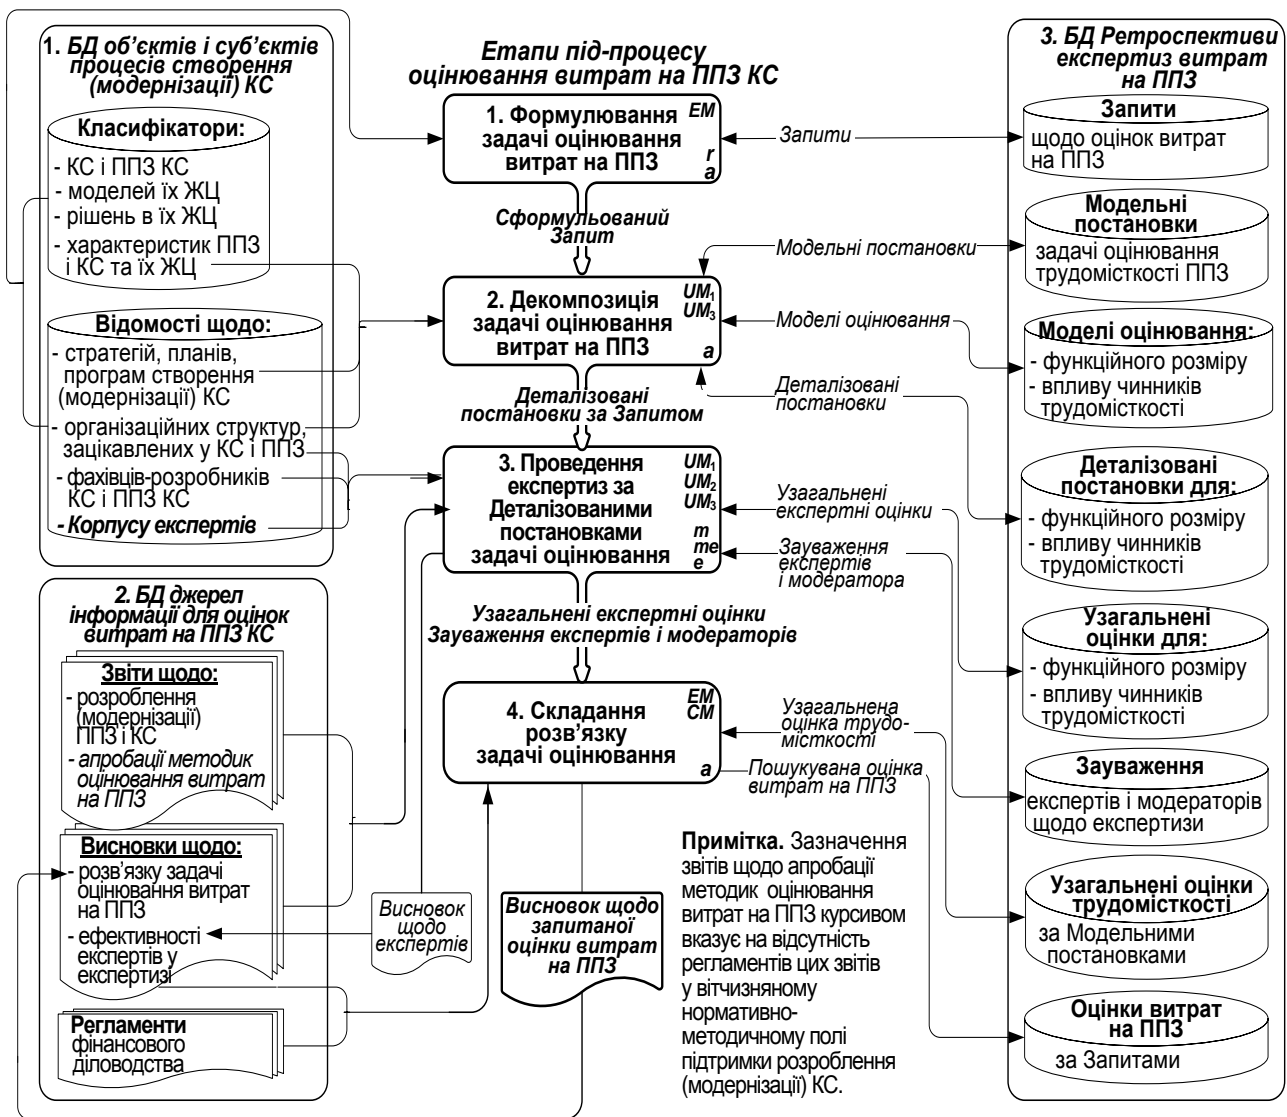 1. БД об'єктів і суб'єктів
процесів створення
(модернізації) КС
Класифікатори:
- КС і ППЗ КС
- моделей їх ЖЦ
- рішень в їх ЖЦ
- характеристик ППЗ
і КС та їх ЖЦ
Відомості щодо:
- стратегій, планів,
програм створення
(модернізації) КС
- організаційних структур,
зацікавлених у КС і ППЗ
- фахівців-розробників
КС і ППЗ КС
- Корпусу експертів
2. БД джерел
інформації для оцінок
витрат на ППЗ КС
Звіти щодо:
- розроблення
(модернізації)
ППЗ і КС
- апробації методик
оцінювання витрат
на ППЗ
Висновки щодо:
- розв'язку задачі
оцінювання витрат
на ППЗ
- ефективності
експертів у
експертизі
Регламенти
фінансового
діловодства
Етапи під-процесу
оцінювання витрат на ППЗ КС
1. Формулювання
задачі оцінювання
витрат на ППЗ
EM
r
a
Сформульований
Запит
2. Декомпозиція
задачі оцінювання
витрат на ППЗ
UM1
UM3
a
Деталізовані
постановки за Запитом
3. Проведення
експертиз за
Деталізованими
постановками
задачі оцінювання
UM1
UM2
UM3
m
me
e
Узагальнені експертні оцінки
Зауваження експертів і модераторів
4. Складання
розв'язку
задачі оцінювання
EM
CM
a
Висновок
щодо
експертів
Висновок щодо
запитаної
оцінки витрат
на ППЗ
Запити
Модельні постановки
Моделі оцінювання
Деталізовані
постановки
Узагальнені
експертні оцінки
Зауваження
експертів
і модератора
Узагальнена
оцінка трудо-
місткості
Пошукувана оцінка
витрат на ППЗ
Примітка. Зазначення
звітів щодо апробації
методик оцінювання
витрат на ППЗ курсивом
вказує на відсутність
регламентів цих звітів
у вітчизняному
нормативно-
методичному полі
підтримки розроблення
(модернізації) КС.
3. БД Ретроспективи
експертиз витрат
на ППЗ
Запити
щодо оцінок витрат
на ППЗ
Модельні
постановки
задачі оцінювання
трудомісткості ППЗ
Моделі оцінювання:
- функційного розміру
- впливу чинників
трудомісткості
Деталізовані
постановки для:
- функційного розміру
- впливу чинників
трудомісткості
Узагальнені
оцінки для:
- функційного розміру
- впливу чинників
трудомісткості
Зауваження
експертів і модераторів
щодо експертизи
Узагальнені оцінки
трудомісткості
за Модельними
постановками
Оцінки витрат
на ППЗ
за Запитами